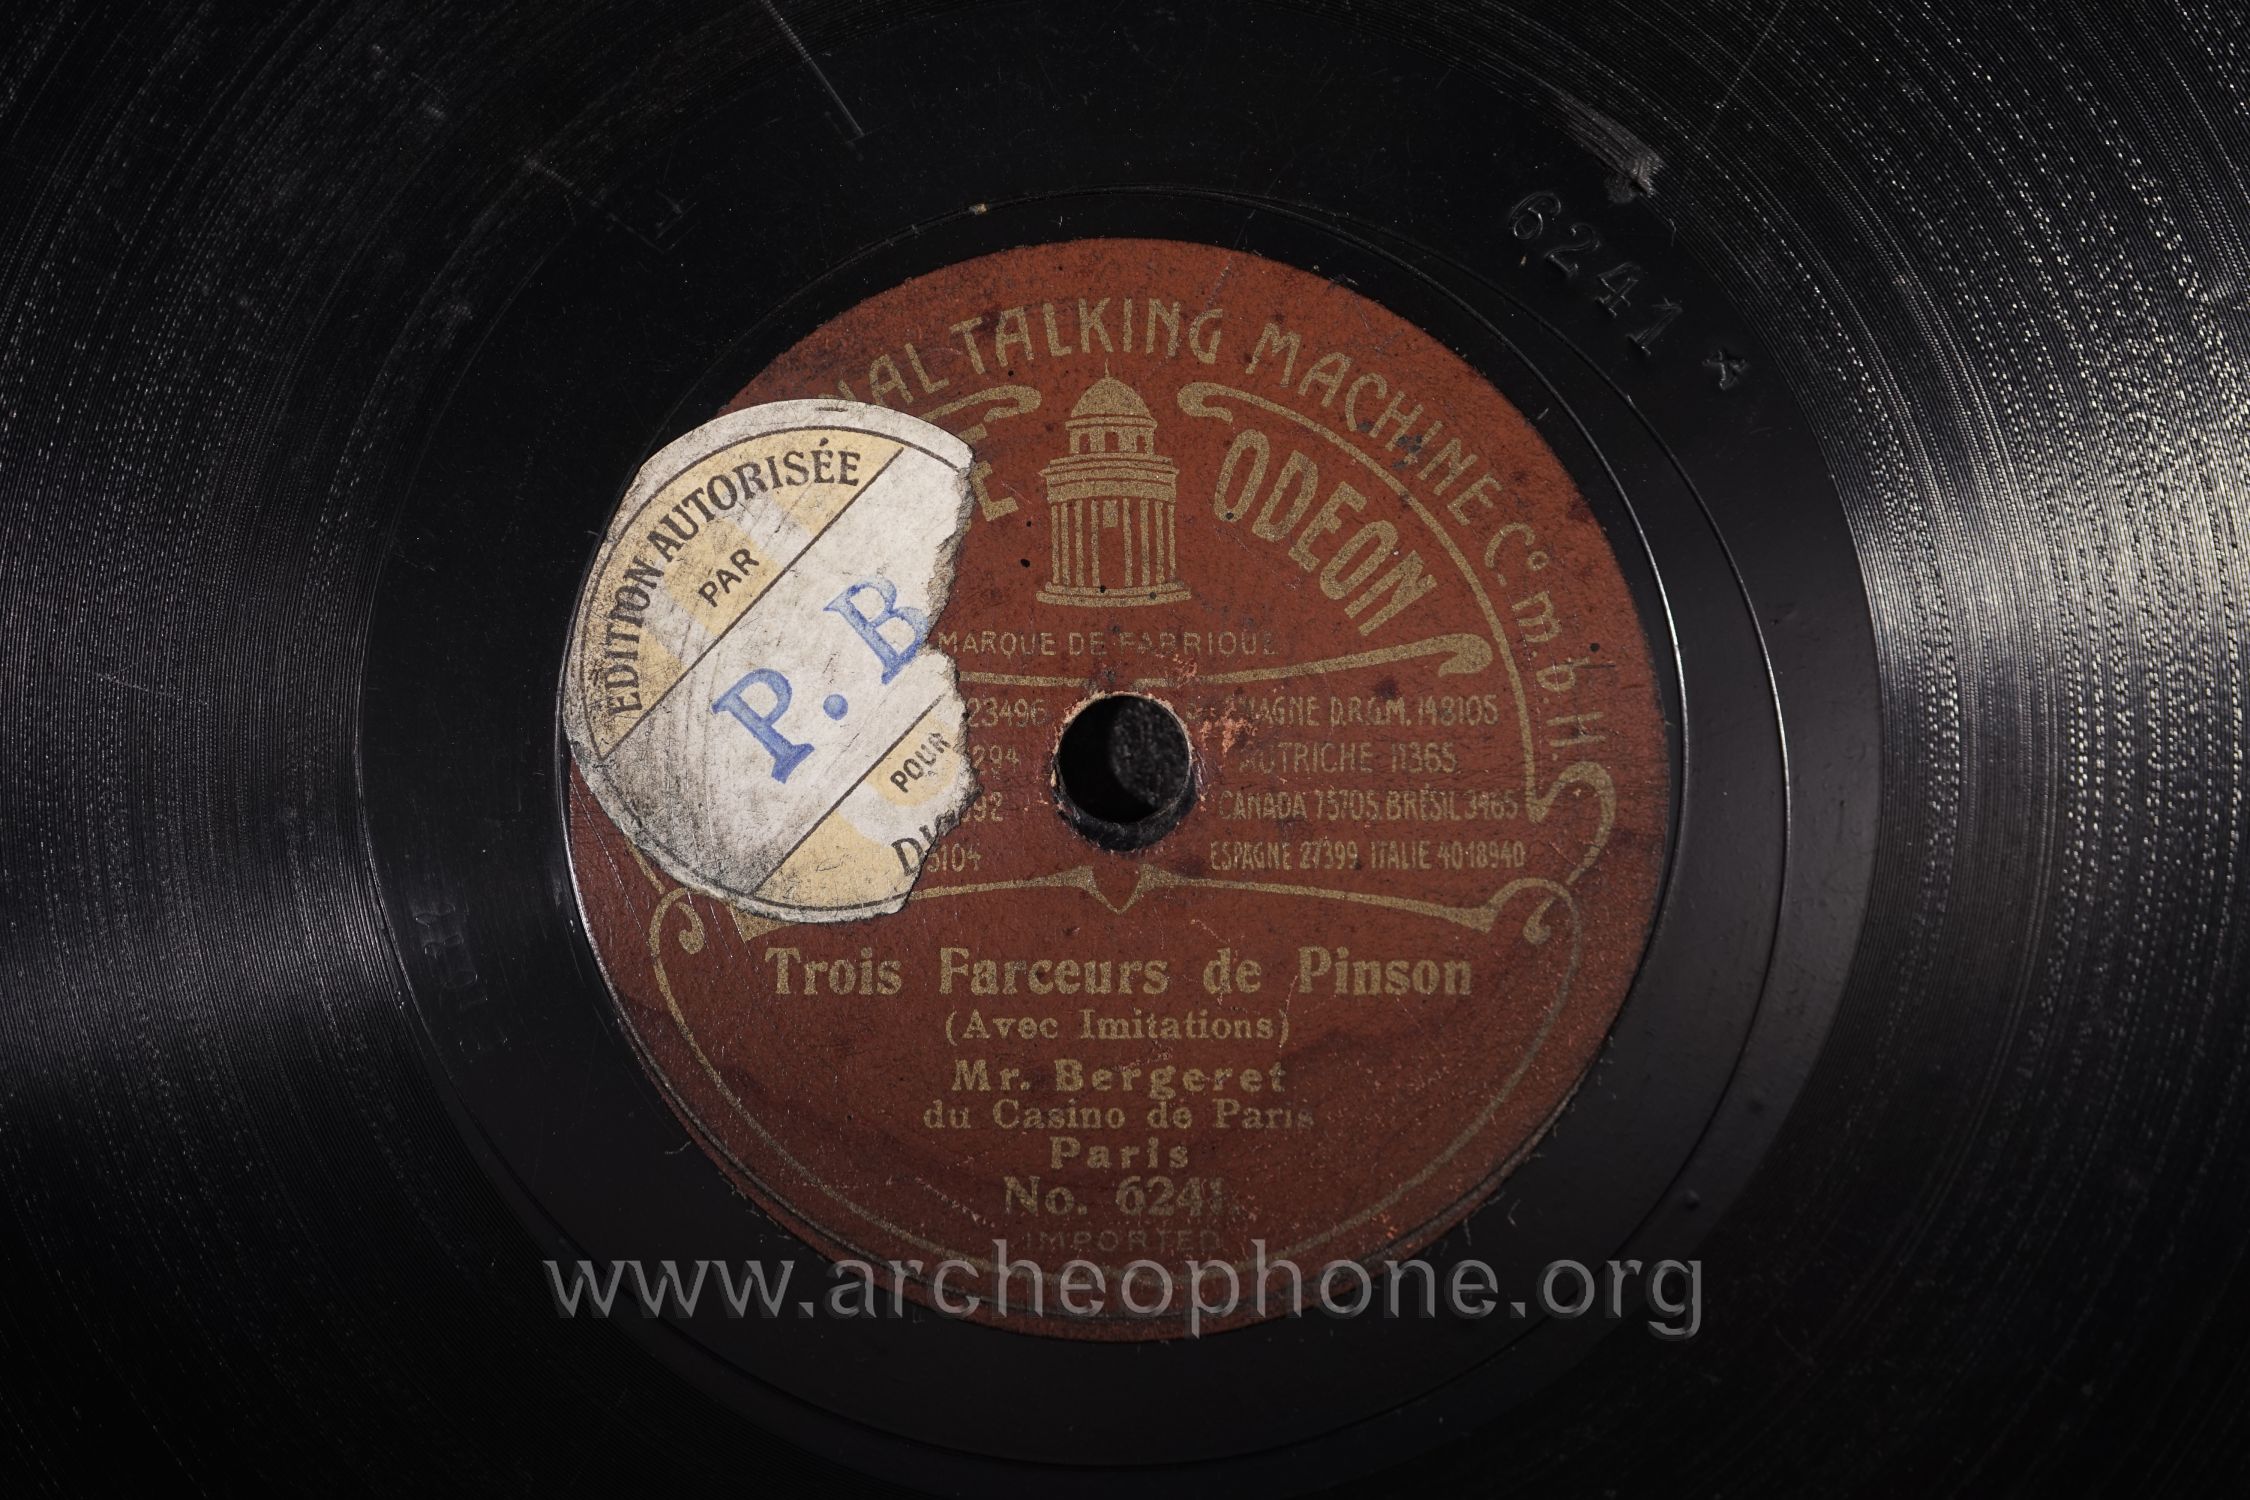 6241
TALKING MACHINE Co. m. b. H.
ODEON
MARQUE DE FABRIQUE
EDITION AUTORISÉE
PAR
P. B
POUR
23496
D.R.G.M. 148105
AUTRICHE 11365
CANADA 75705. BRÉSIL 3465
ESPAGNE 27399 ITALIE 40-18940
Trois Farceurs de Pinson
(Avec Imitations)
Mr. Bergeret
du Casino de Paris
Paris
No. 6241.
IMPORTED
www.archeophone.org